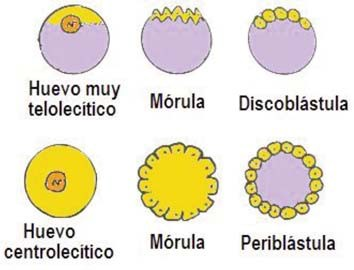 Huevo muy
telolecítico
Mórula
Discoblástula
Huevo
centrolecítico
Mórula
Periblástula